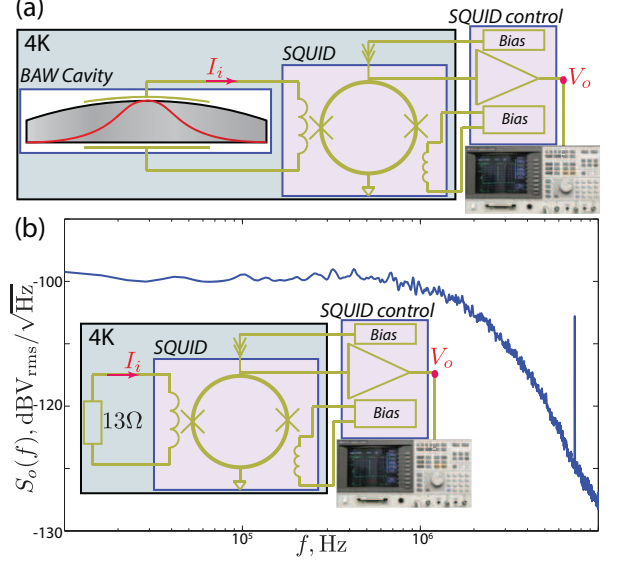 (a)
4K
BAW Cavity
I_i
SQUID
SQUID control
Bias
V_o
Bias
(b)
-100
-120
-130
S_o(f), dBV_rms/√Hz
4K
SQUID
SQUID control
I_i
13Ω
Bias
V_o
Bias
10^5
10^6
f, Hz